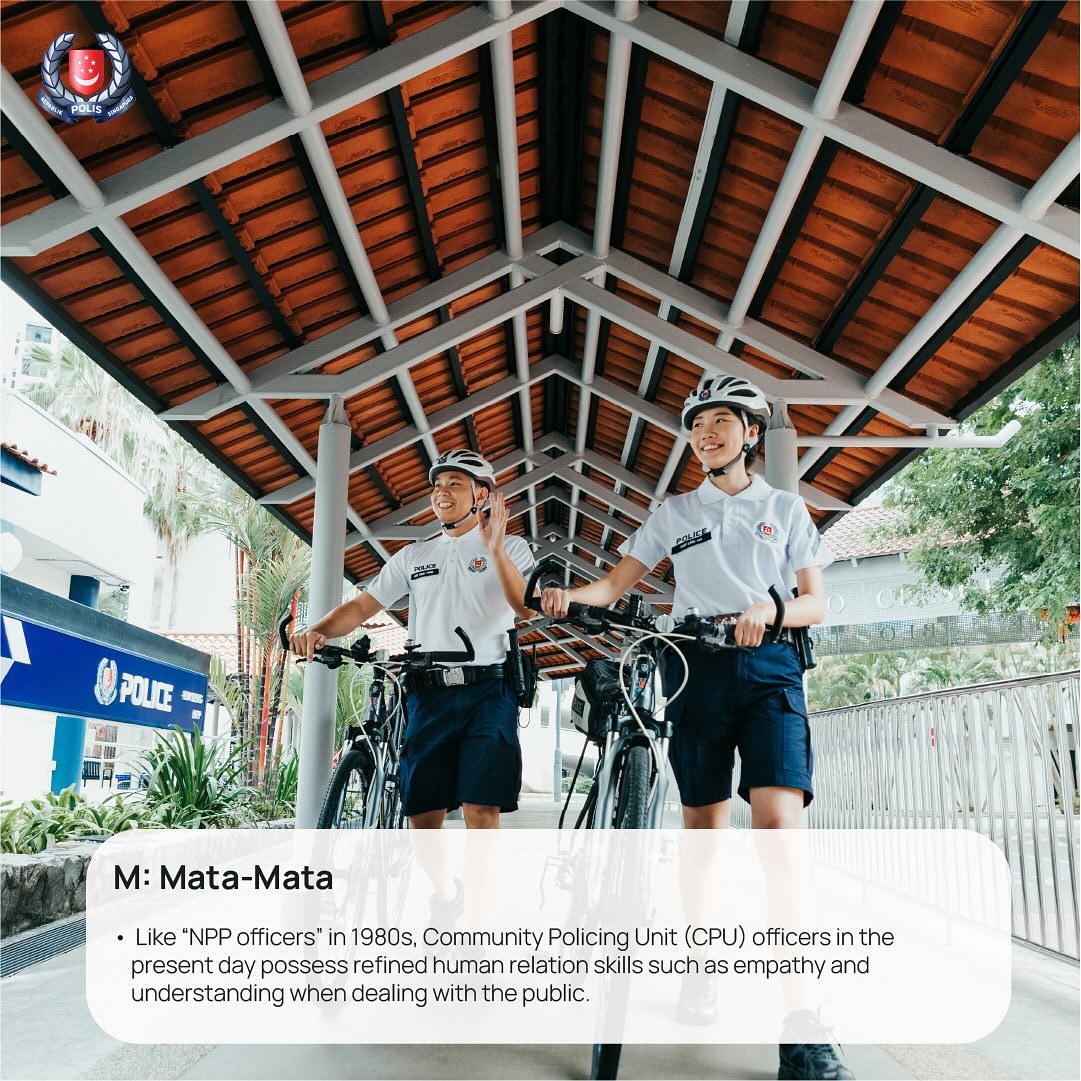 POLIS
REPUBLIK SINGAPURA
POLICE
POLICE
POLICE
NPP
M: Mata-Mata
• Like “NPP officers” in 1980s, Community Policing Unit (CPU) officers in the
present day possess refined human relation skills such as empathy and
understanding when dealing with the public.